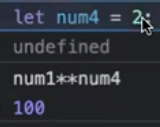 let num4 = 2;
undefined
num1**num4
100